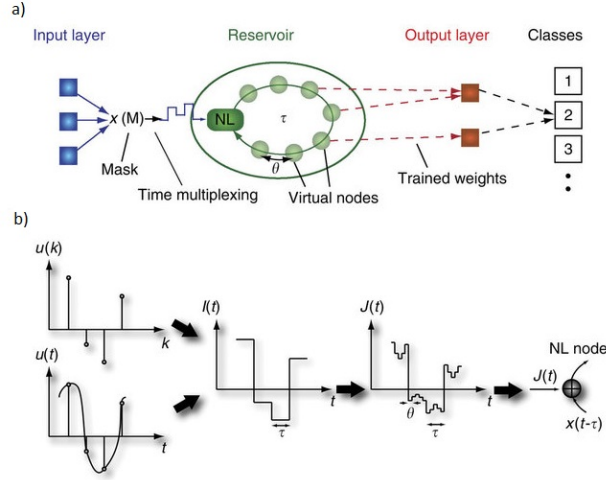 a)
Input layer
Reservoir
Output layer
Classes
x (M)
NL
τ
θ
Mask
Time multiplexing
Virtual nodes
Trained weights
1
2
3
b)
u(k)
k
u(t)
t
I(t)
t
τ
J(t)
t
θ
τ
NL node
J(t)
x(t-τ)